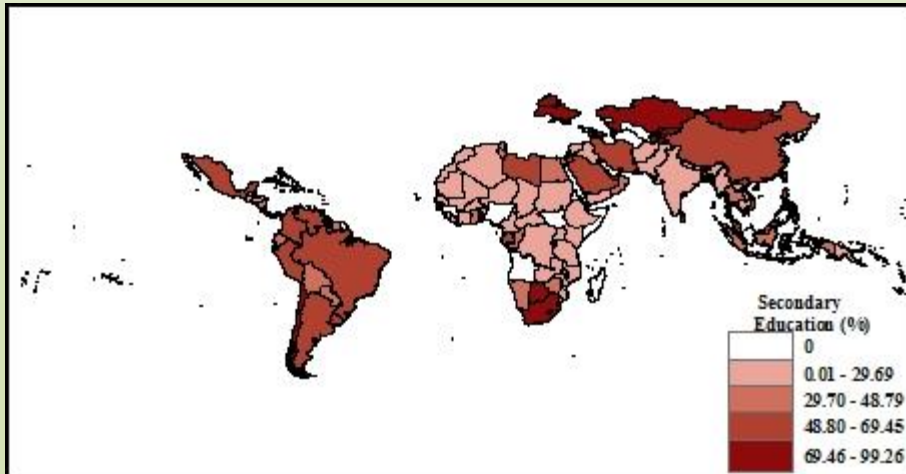 Secondary
Education (%)
0
0.01 - 29.69
29.70 - 48.79
48.80 - 69.45
69.46 - 99.26